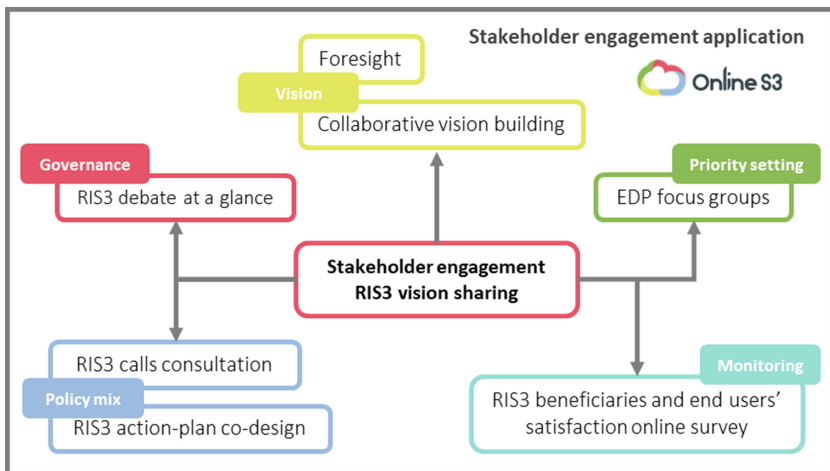 Stakeholder engagement application
Online S3
Foresight
Vision
Collaborative vision building
Governance
RIS3 debate at a glance
Priority setting
EDP focus groups
Stakeholder engagement
RIS3 vision sharing
RIS3 calls consultation
Policy mix
RIS3 action-plan co-design
Monitoring
RIS3 beneficiaries and end users’
satisfaction online survey